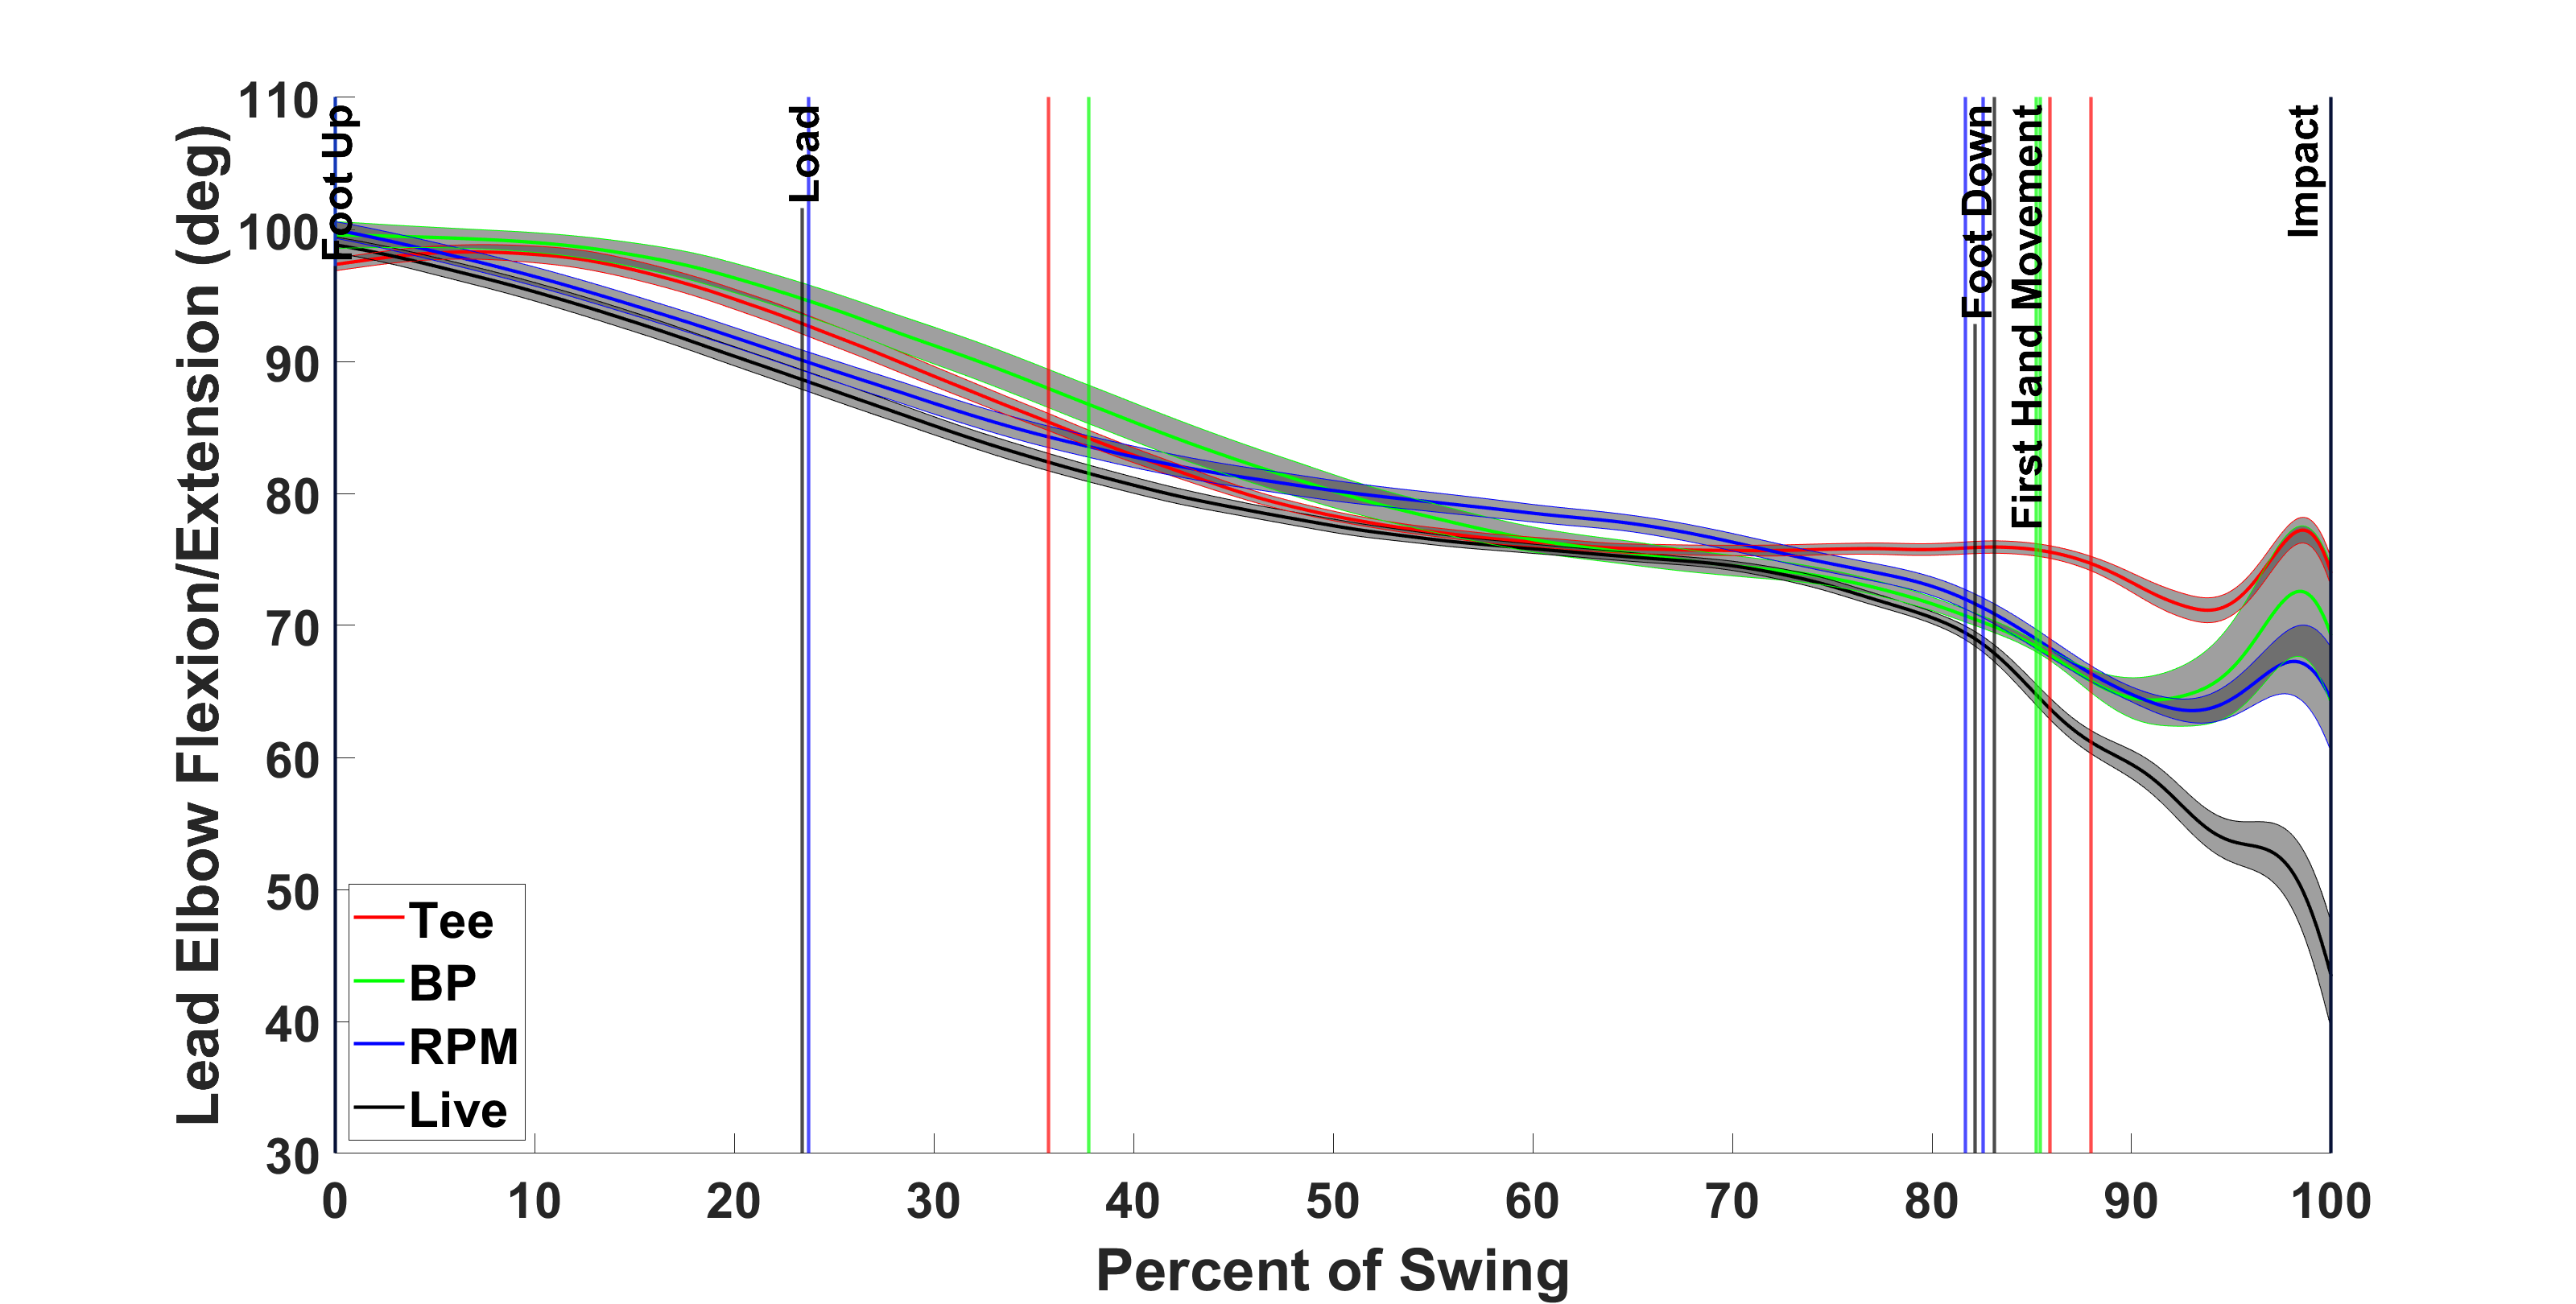 Lead Elbow Flexion/Extension (deg)
110
100
90
80
70
60
50
40
30
Foot Up
Load
Foot Down
First Hand Movement
Impact
Tee
BP
RPM
Live
0 10 20 30 40 50 60 70 80 90 100
Percent of Swing